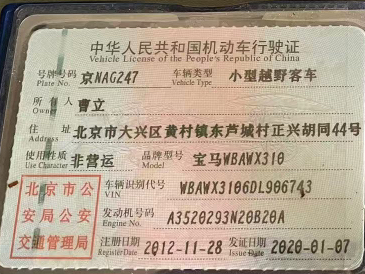 中华人民共和国机动车行驶证
Vehicle License of the People's Republic of China
号牌号码 京NAG247 车辆类型 小型越野客车
Plate No. Vehicle Type
所有人 曹立
Owner
住址 北京市大兴区黄村镇东芦城村正兴胡同44号
Address
使用性质 非营运 品牌型号 宝马WBAWX310
Use Character Model
北京市公安局公安交通管理局
车辆识别代号 WBAWX3106DL906743
VIN
发动机号码 A3520293N20B20A
Engine No.
注册日期 2012-11-28 发证日期 2020-01-07
Register Date Issue Date